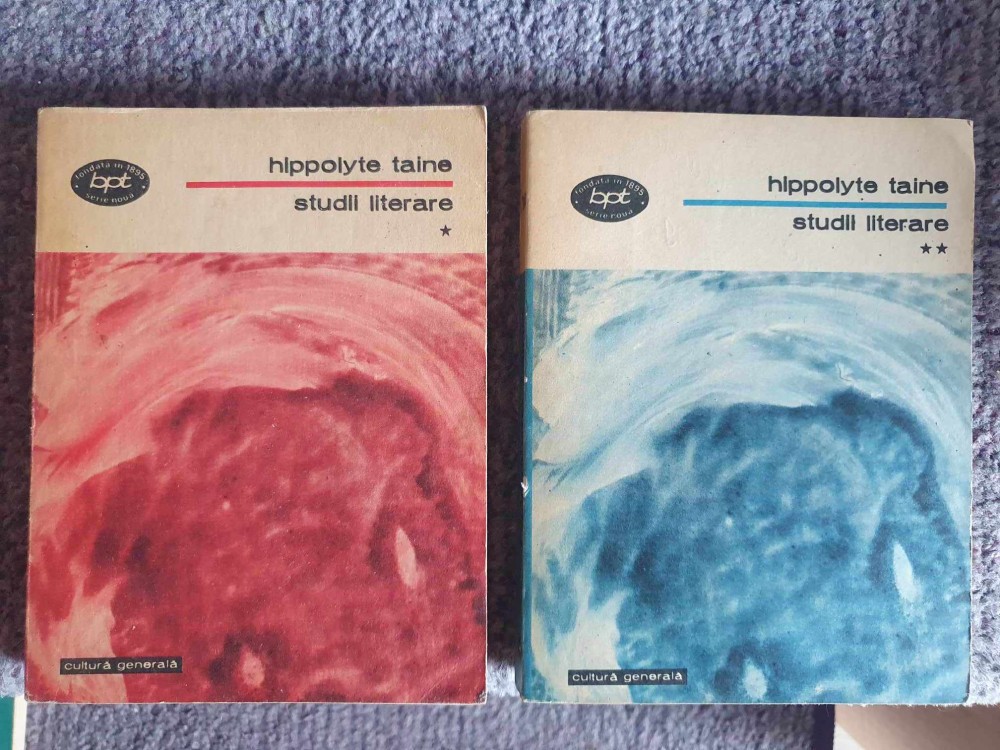 fondată în 1895
bpt
serie nouă
hippolyte taine
studii literare
*
cultură generală
fondată în 1895
bpt
serie nouă
hippolyte taine
studii literare
**
cultură generală